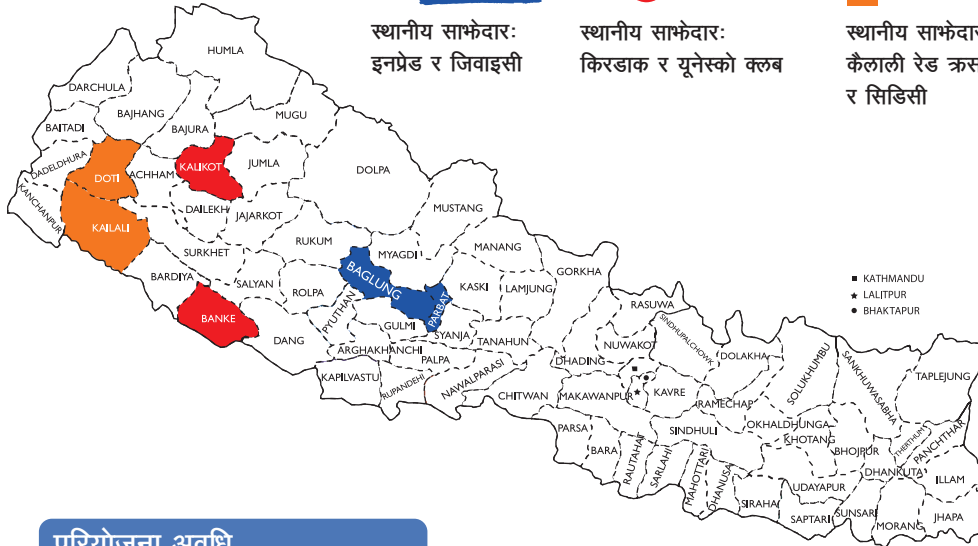 स्थानीय साझेदारः
इनप्रेड र जिवाइसी
स्थानीय साझेदारः
किरडाक र यूनेस्को क्लब
स्थानीय साझेदारः
कैलाली रेड क्रस
र सिडिसी
HUMLA
DARCHULA
BAJHANG
MUGU
BAITADI
BAJURA
DADELDHURA
DOTI
ACHHAM
KALIKOT
JUMLA
DOLPA
KANCHANPUR
KAILALI
DAILEKH
JAJARKOT
MUSTANG
SURKHET
RUKUM
MYAGDI
MANANG
BARDIYA
SALYAN
ROLPA
BAGLUNG
PARBAT
KASKI
LAMJUNG
GORKHA
BANKE
DANG
PYUTHAN
GULMI
SYANJA
TANAHUN
ARGHAKHANCHI
PALPA
KAPILVASTU
RUPANDEHI
NAWALPARASI
CHITWAN
DHADING
NUWAKOT
RASUWA
SINDHUPALCHOWK
DOLAKHA
MAKAWANPUR
KAVRE
RAMECHAP
SOLUKHUMBU
SANKHUWASABHA
TAPLEJUNG
PARSA
BARA
RAUTAHAT
SARLAHI
MAHOTTARI
DHANUSA
SINDHULI
OKHALDHUNGA
KHOTANG
BHOJPUR
THERTHUM
PANCHTHAR
DHANKUTA
ILLAM
SIRAHA
UDAYAPUR
SAPTARI
SUNSARI
MORANG
JHAPA
■ KATHMANDU
★ LALITPUR
● BHAKTAPUR
परियोजना अवधि